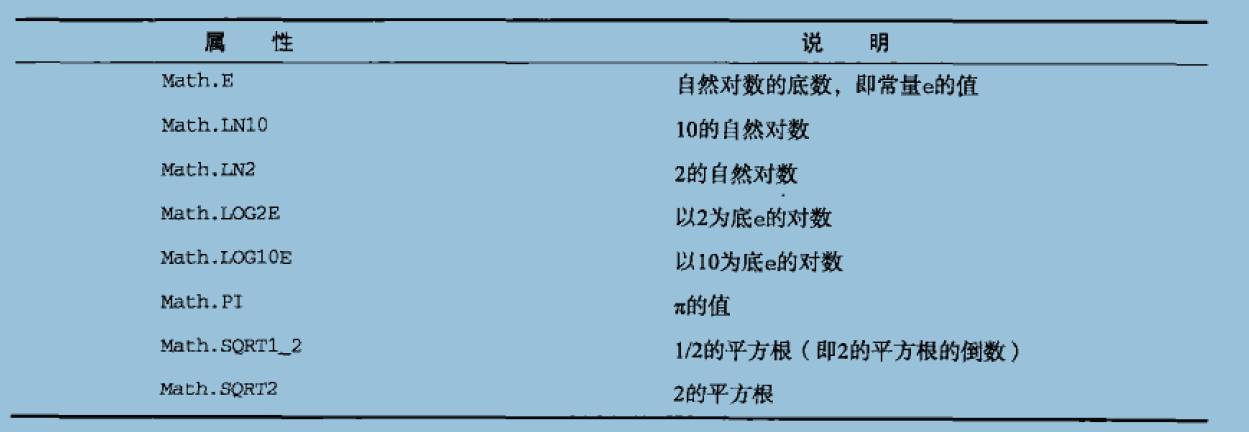 属 性 说 明
Math.E 自然对数的底数，即常量e的值
Math.LN10 10的自然对数
Math.LN2 2的自然对数
Math.LOG2E 以2为底e的对数
Math.LOG10E 以10为底e的对数
Math.PI π的值
Math.SQRT1_2 1/2的平方根（即2的平方根的倒数）
Math.SQRT2 2的平方根